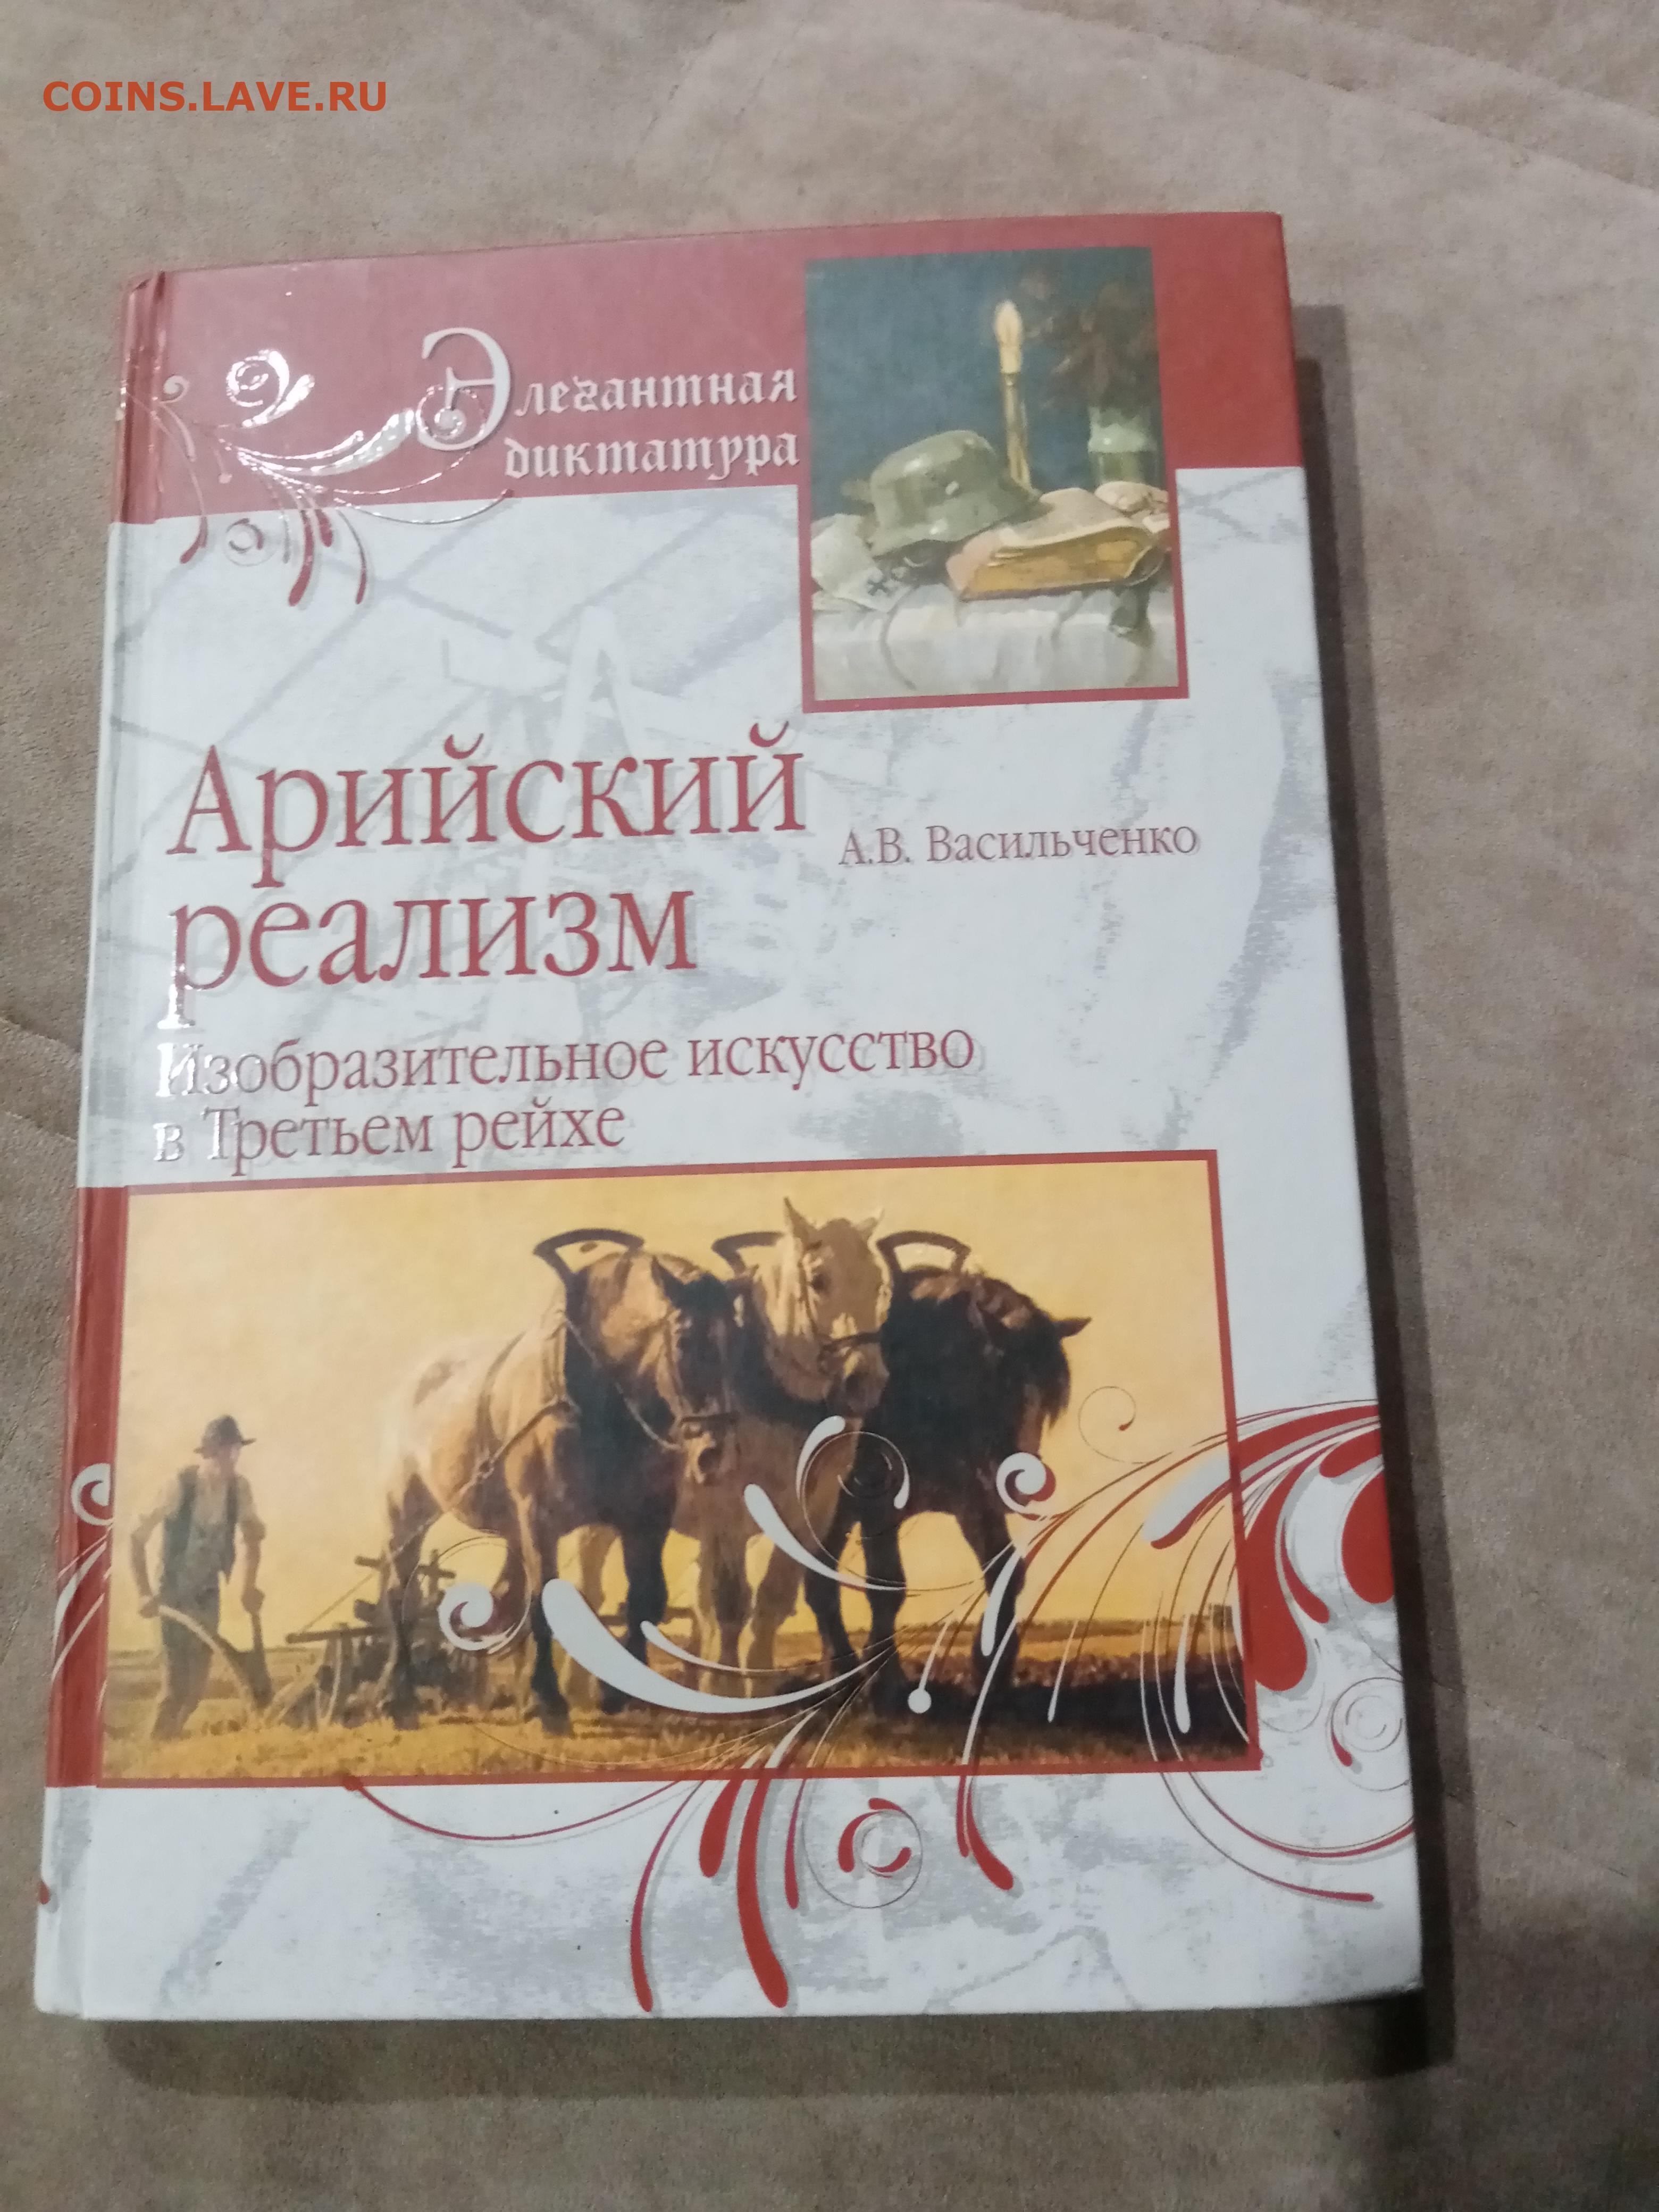 COINS.LAVE.RU
Элегантная
диктатура
Арийский
А.В. Васильченко
реализм
Изобразительное искусство
в Третьем рейхе